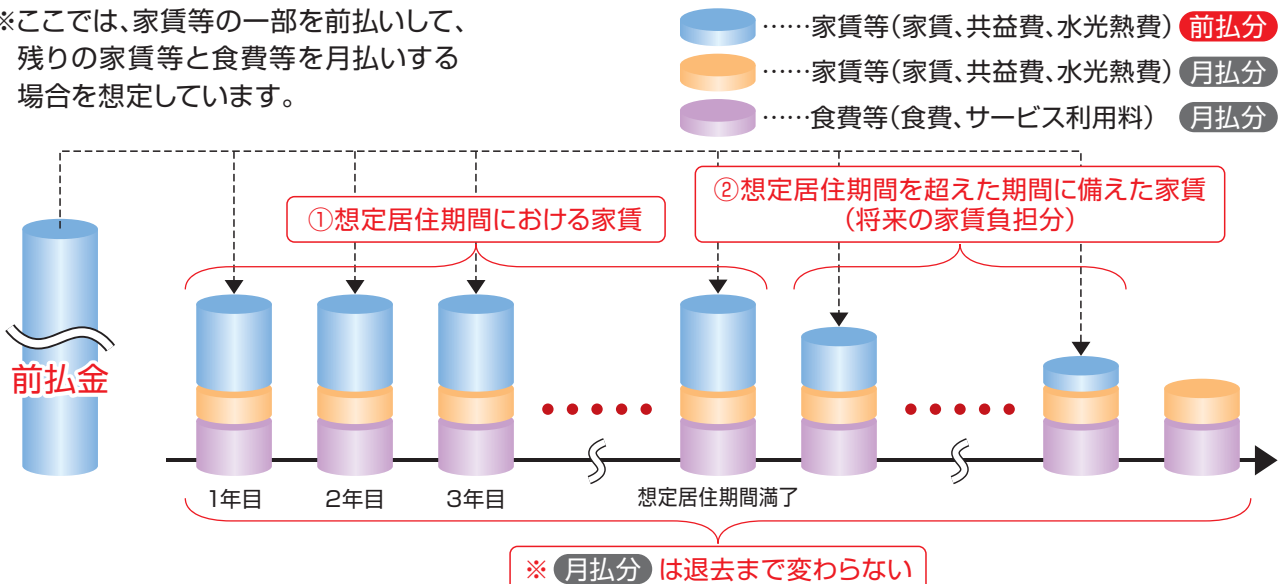 ※ここでは、家賃等の一部を前払いして、
残りの家賃等と食費等を月払いする
場合を想定しています。
……家賃等(家賃、共益費、水光熱費) 前払分
……家賃等(家賃、共益費、水光熱費) 月払分
……食費等(食費、サービス利用料) 月払分
①想定居住期間における家賃
②想定居住期間を超えた期間に備えた家賃
(将来の家賃負担分)
前払金
1年目 2年目 3年目 想定居住期間満了
※ 月払分 は退去まで変わらない